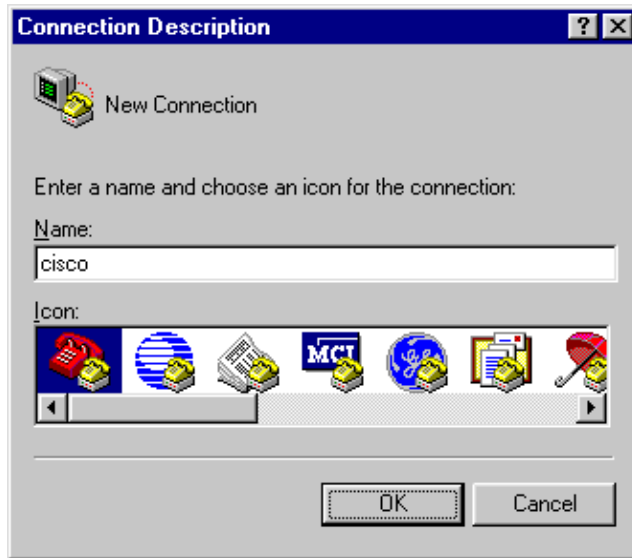 Connection Description
New Connection
Enter a name and choose an icon for the connection:
Name:
cisco
Icon:
MCI
OK
Cancel